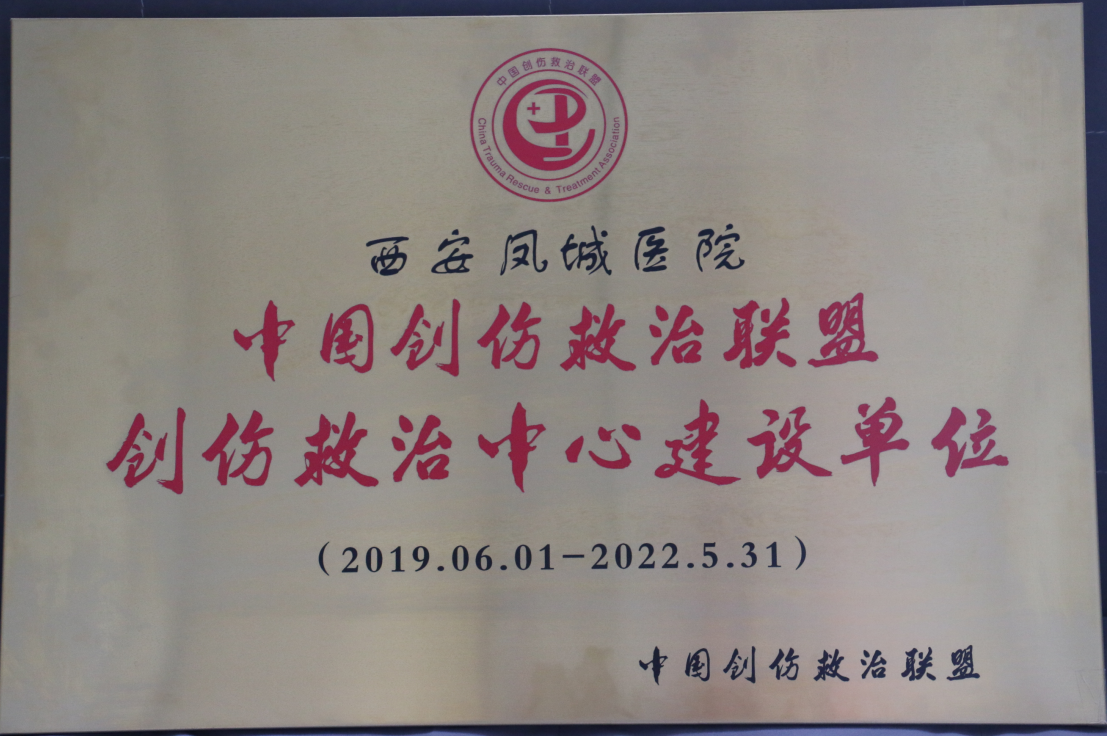 中国创伤救治联盟
China Trauma Rescue & Treatment Association
西安凤城医院
中国创伤救治联盟
创伤救治中心建设单位
(2019.06.01-2022.5.31)
中国创伤救治联盟